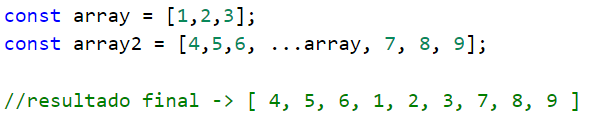 const array = [1,2,3];
const array2 = [4,5,6, ...array, 7, 8, 9];
//resultado final -> [ 4, 5, 6, 1, 2, 3, 7, 8, 9 ]